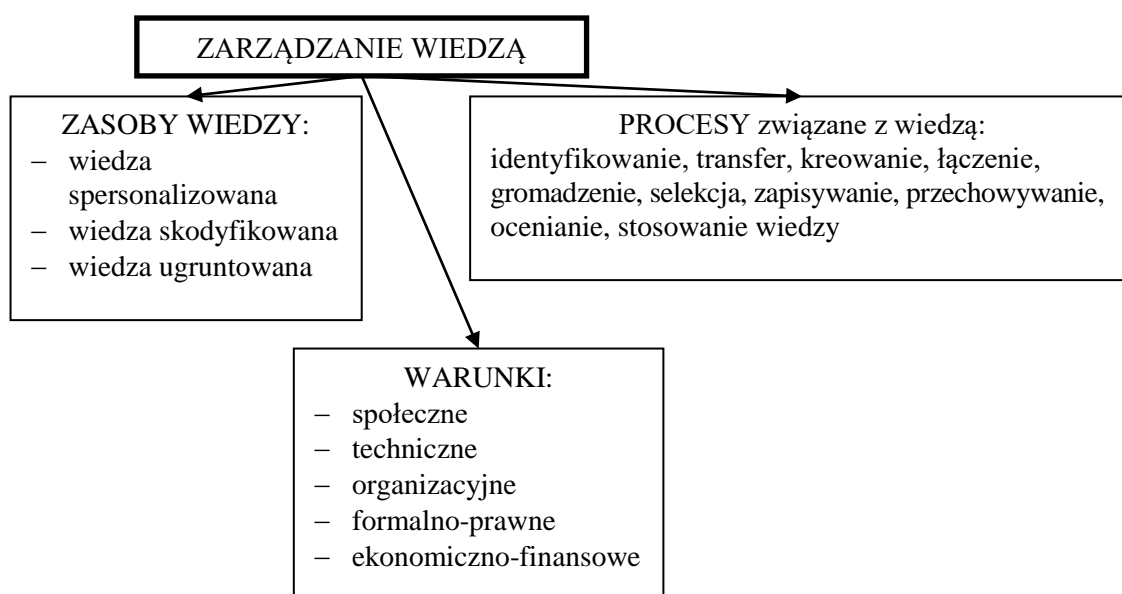 ZARZĄDZANIE WIEDZĄ
ZASOBY WIEDZY:
– wiedza
spersonalizowana
– wiedza skodyfikowana
– wiedza ugruntowana
PROCESY związane z wiedzą:
identyfikowanie, transfer, kreowanie, łączenie,
gromadzenie, selekcja, zapisywanie, przechowywanie,
ocenianie, stosowanie wiedzy
WARUNKI:
– społeczne
– techniczne
– organizacyjne
– formalno-prawne
– ekonomiczno-finansowe